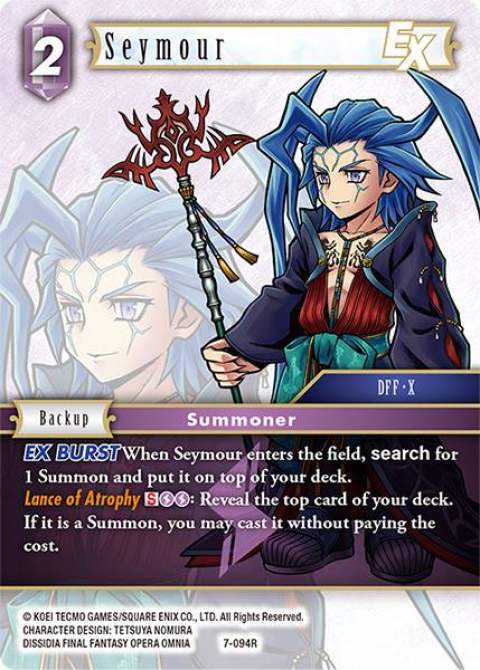 2
Seymour
EX
DFF・X
Backup
Summoner
EX BURST When Seymour enters the field, search for
1 Summon and put it on top of your deck.
Lance of Atrophy S: Reveal the top card of your deck.
If it is a Summon, you may cast it without paying the
cost.
© KOEI TECMO GAMES/SQUARE ENIX CO., LTD. All Rights Reserved.
CHARACTER DESIGN: TETSUYA NOMURA
DISSIDIA FINAL FANTASY OPERA OMNIA 7-094R